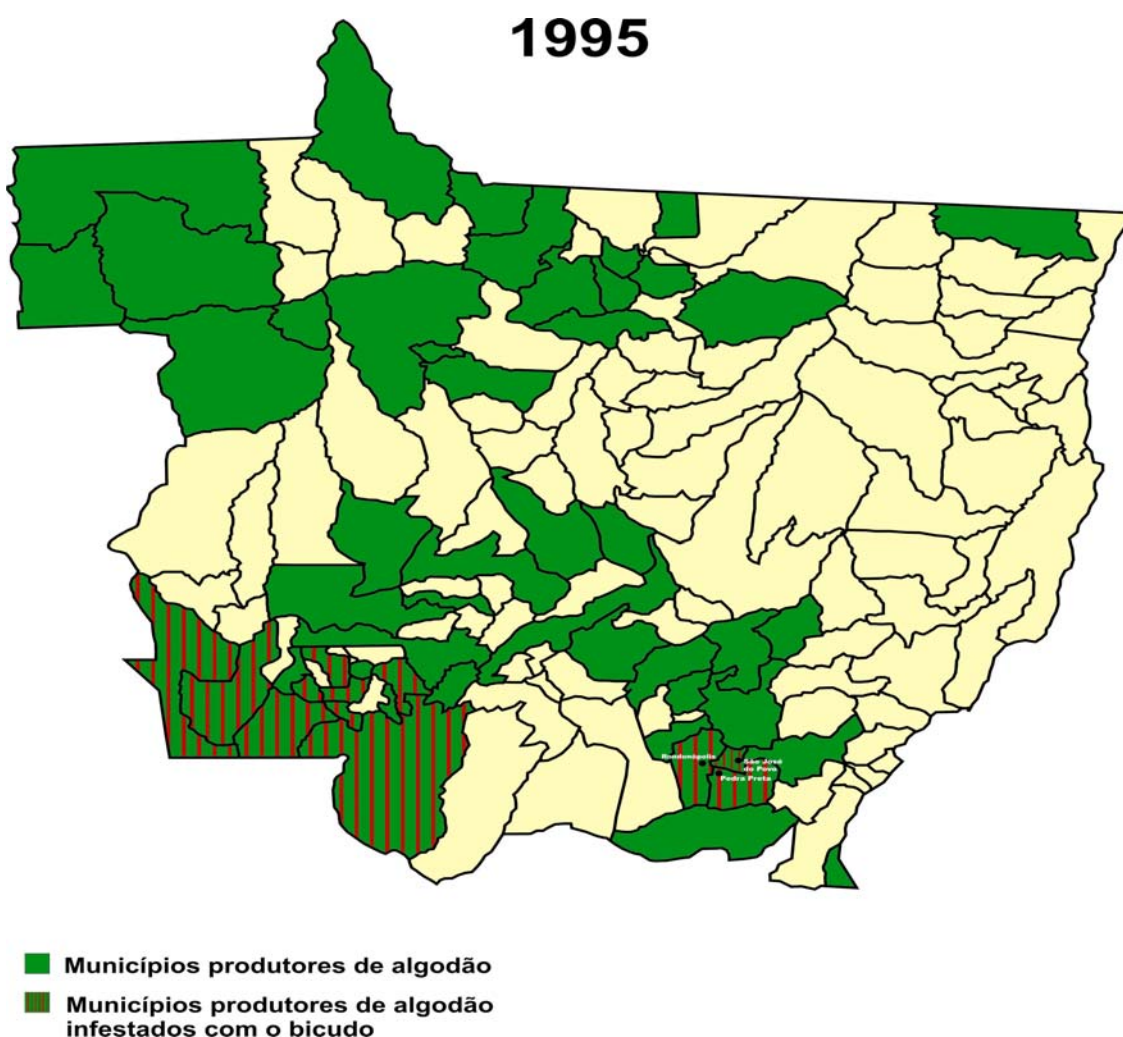 1995
Rondonópolis
São José
do Povo
Pedra Preta
Municípios produtores de algodão
Municípios produtores de algodão
infestados com o bicudo